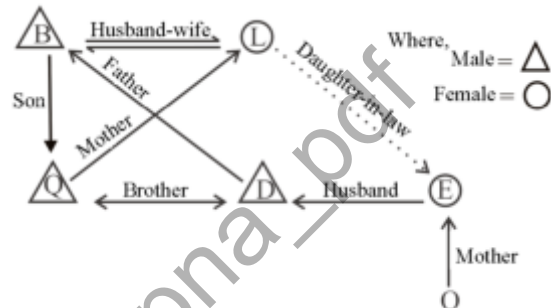 B Husband-wife L
Where,
Male =
Female =
Father
Daughter-in-law
Son
Mother
Q Brother D Husband E
Mother
O